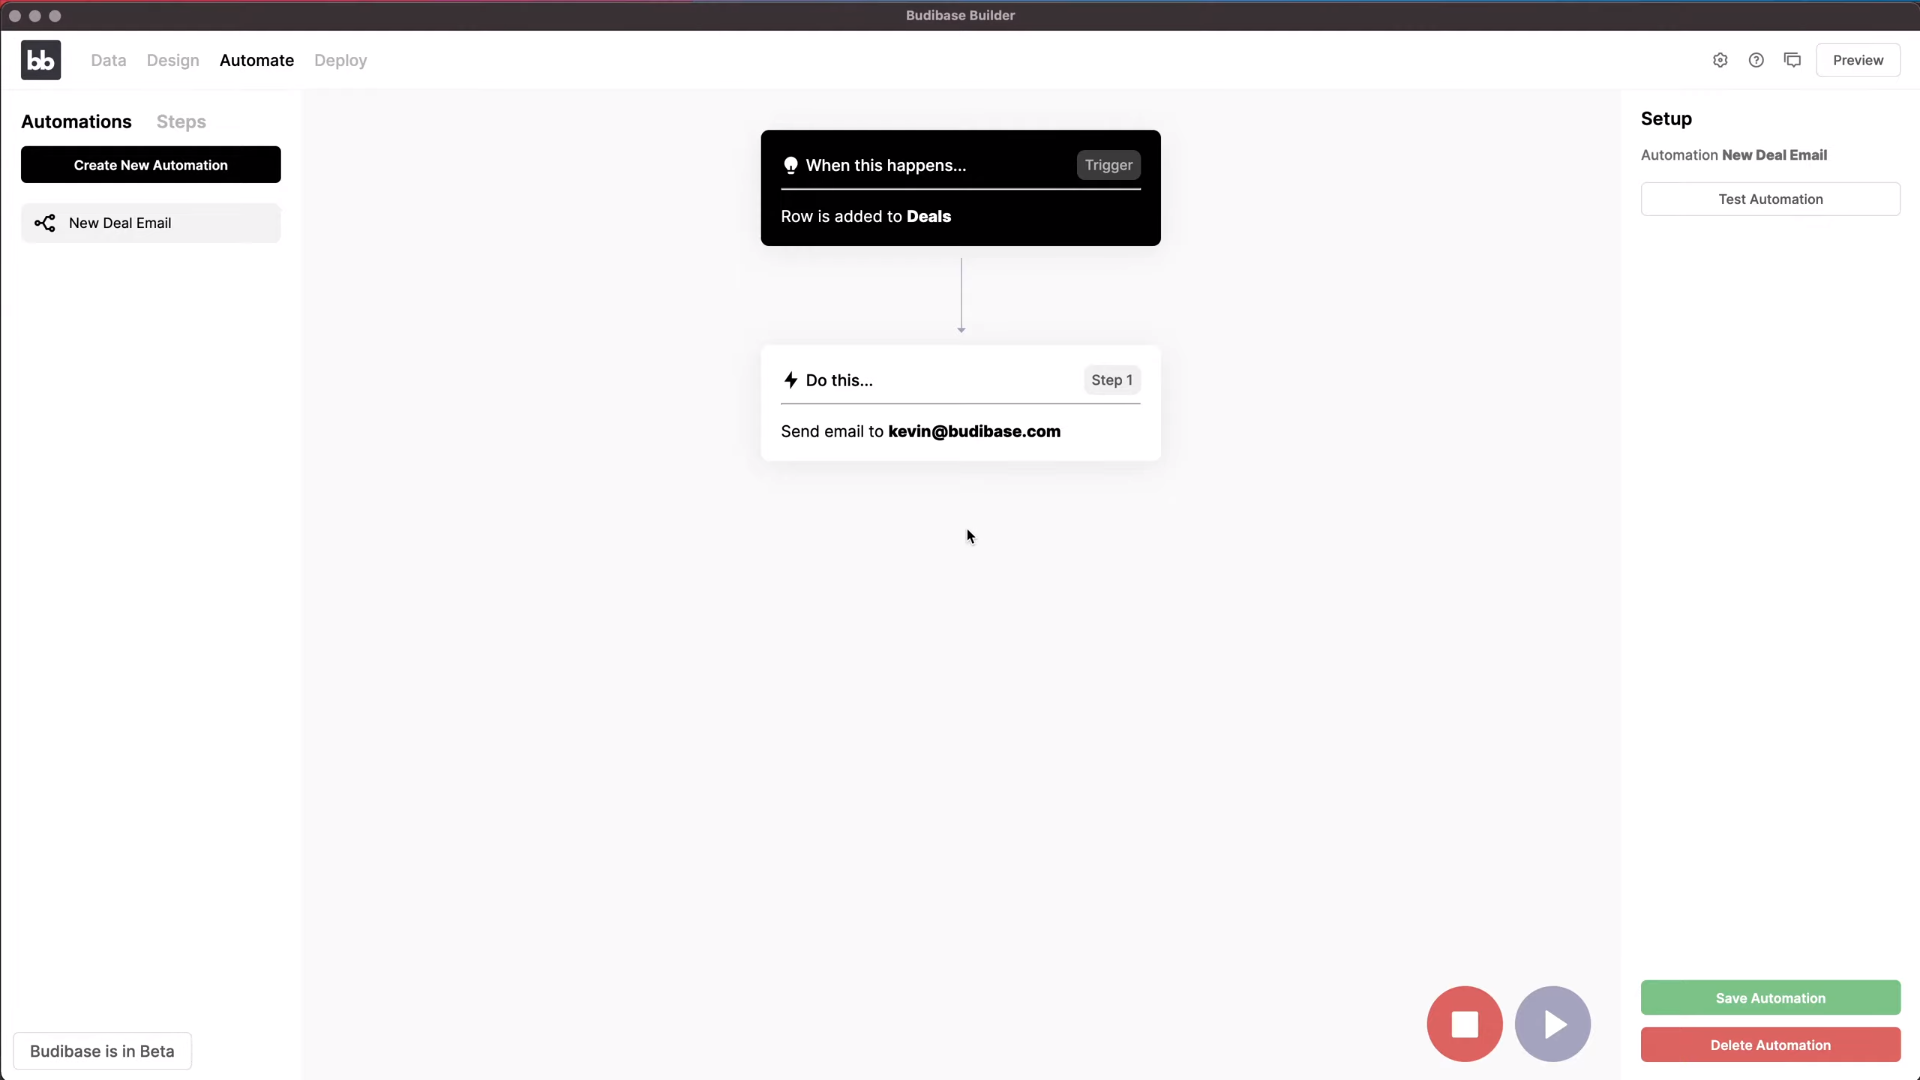 Budibase Builder
bb
Data Design Automate Deploy
Preview
Automations Steps
Create New Automation
New Deal Email
When this happens... Trigger
Row is added to Deals
Do this... Step 1
Send email to kevin@budibase.com
Setup
Automation New Deal Email
Test Automation
Save Automation
Delete Automation
Budibase is in Beta